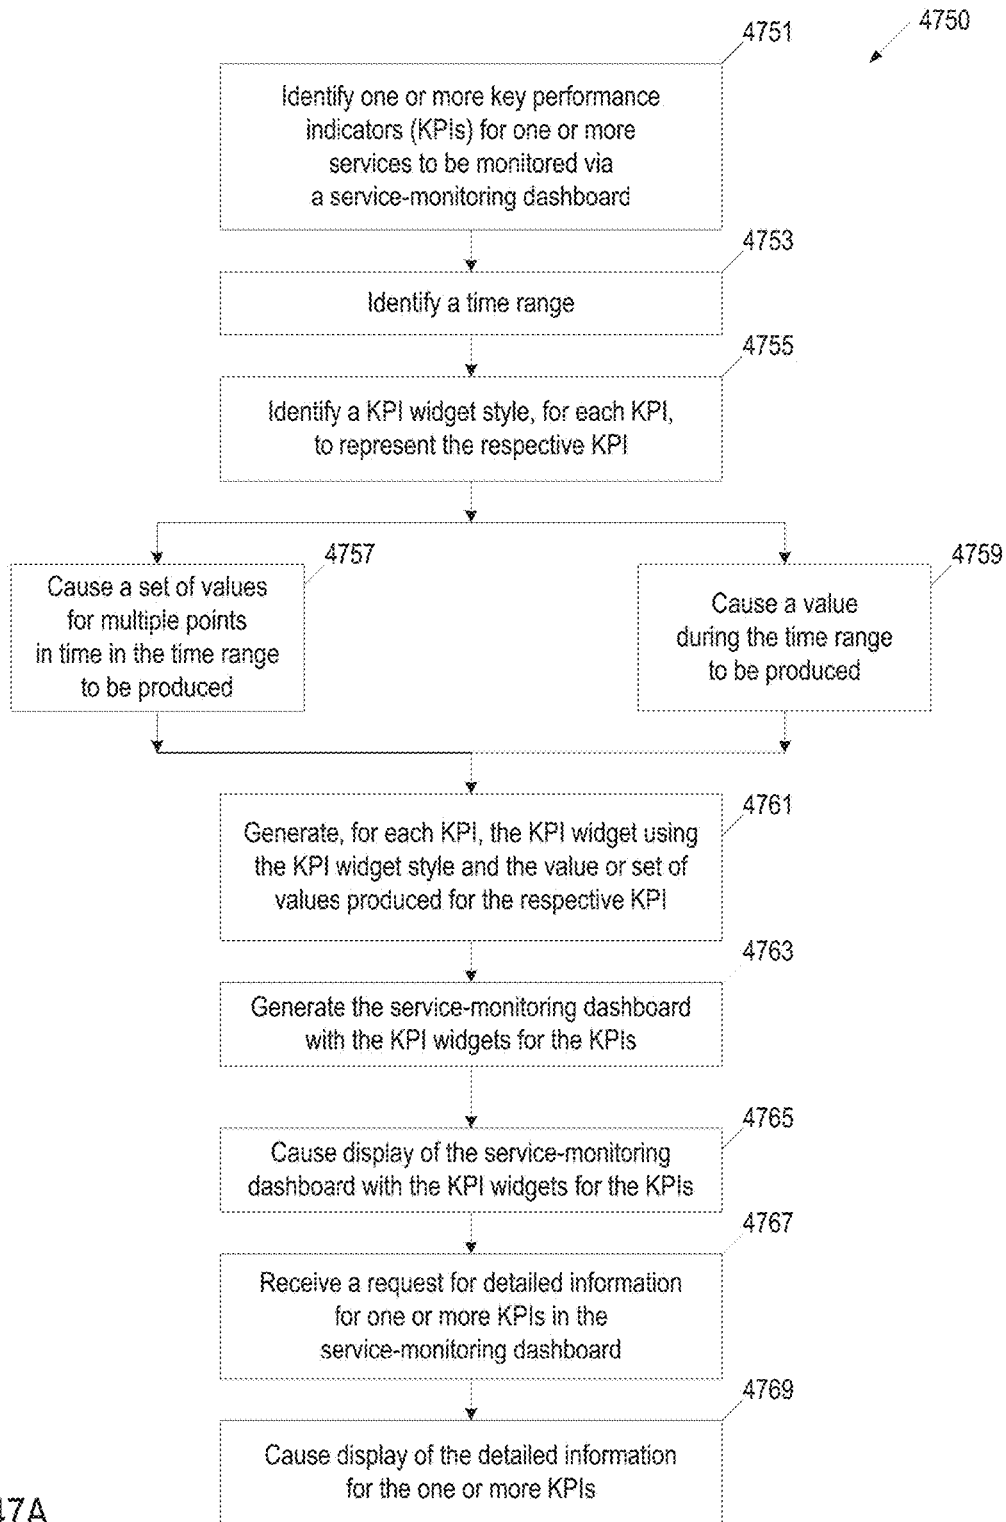 4750
4751
Identify one or more key performance
indicators (KPIs) for one or more
services to be monitored via
a service-monitoring dashboard
4753
Identify a time range
4755
Identify a KPI widget style, for each KPI,
to represent the respective KPI
4757
Cause a set of values
for multiple points
in time in the time range
to be produced
4759
Cause a value
during the time range
to be produced
4761
Generate, for each KPI, the KPI widget using
the KPI widget style and the value or set of
values produced for the respective KPI
4763
Generate the service-monitoring dashboard
with the KPI widgets for the KPIs
4765
Cause display of the service-monitoring
dashboard with the KPI widgets for the KPIs
4767
Receive a request for detailed information
for one or more KPIs in the
service-monitoring dashboard
4769
Cause display of the detailed information
for the one or more KPIs
47A